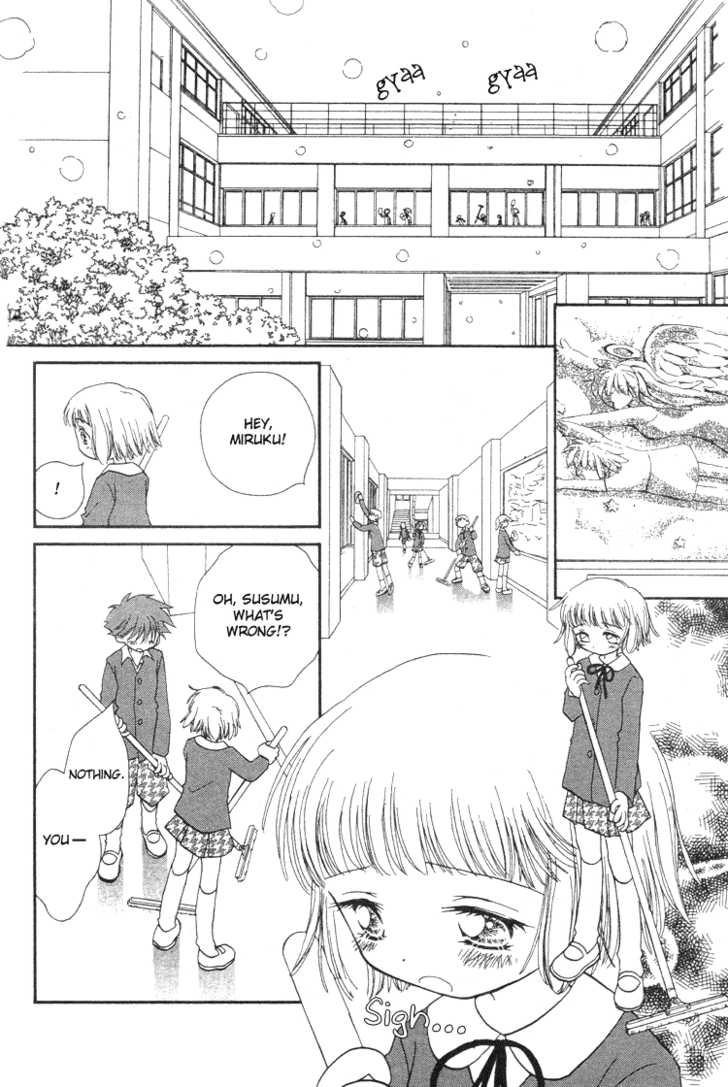 gyaa
gyaa
Sigh...
HEY,
MIRUKU!
!
OH, SUSUMU,
WHAT'S
WRONG!?
NOTHING.
YOU —